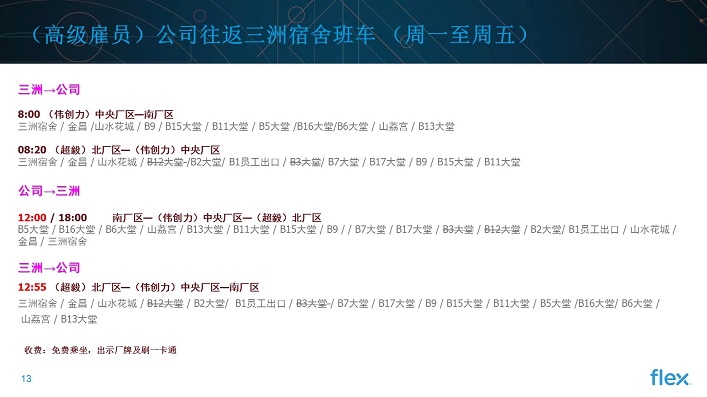 （高级雇员）公司往返三洲宿舍班车 （周一至周五）
三洲→公司
8:00 （伟创力）中央厂区—南厂区
三洲宿舍 / 金昌 /山水花城 / B9 / B15大堂 / B11大堂 / B5大堂 /B16大堂/B6大堂 / 山荔宫 / B13大堂
08:20 （超毅）北厂区—（伟创力）中央厂区
三洲宿舍 / 金昌 / 山水花城 / B12大堂 /B2大堂/ B1员工出口 / B3大堂/ B7大堂 / B17大堂 / B9 / B15大堂 / B11大堂
公司→三洲
12:00 / 18:00 南厂区—（伟创力）中央厂区—（超毅）北厂区
B5大堂 / B16大堂 / B6大堂 / 山荔宫 / B13大堂 / B11大堂 / B15大堂 / B9 / / B7大堂 / B17大堂 / B3大堂 / B12大堂 / B2大堂/ B1员工出口 / 山水花城 /
金昌 / 三洲宿舍
三洲→公司
12:55 （超毅）北厂区—（伟创力）中央厂区—南厂区
三洲宿舍 / 金昌 / 山水花城 / B12大堂 / B2大堂/ B1员工出口 / B3大堂 / B7大堂 / B17大堂 / B9 / B15大堂 / B11大堂 / B5大堂 /B16大堂/ B6大堂 /
山荔宫 / B13大堂
收费：免费乘坐，出示厂牌及刷一卡通
13
flex